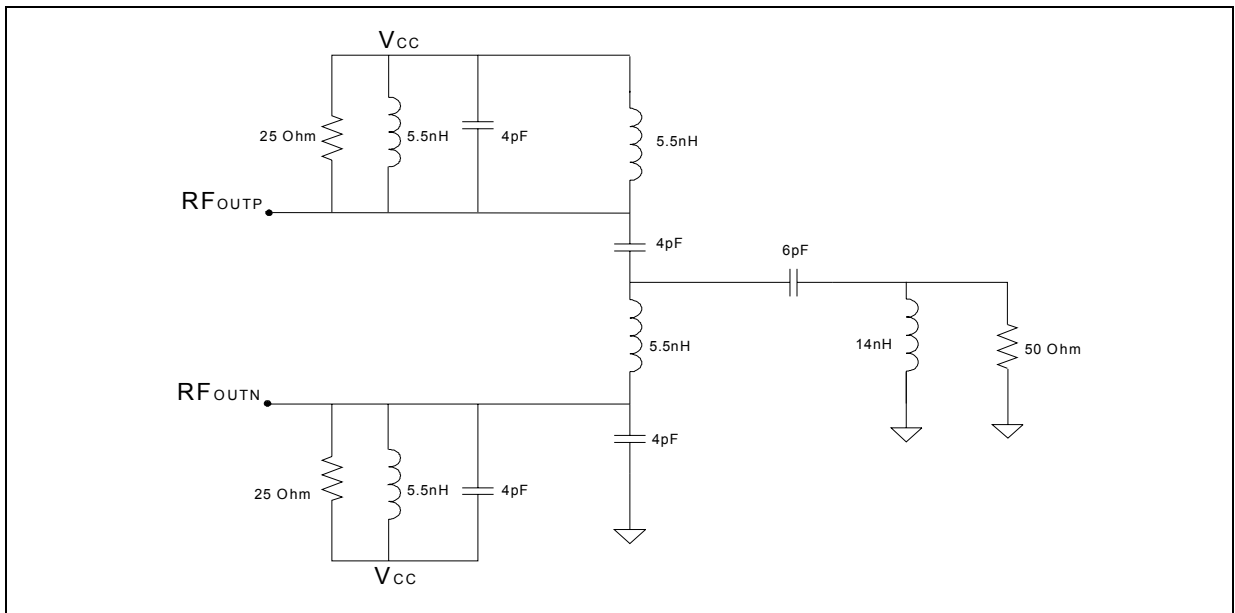 VCC
25 Ohm
5.5nH
4pF
5.5nH
RFOUTP
4pF
6pF
5.5nH
14nH
50 Ohm
RFOUTN
4pF
25 Ohm
5.5nH
4pF
VCC